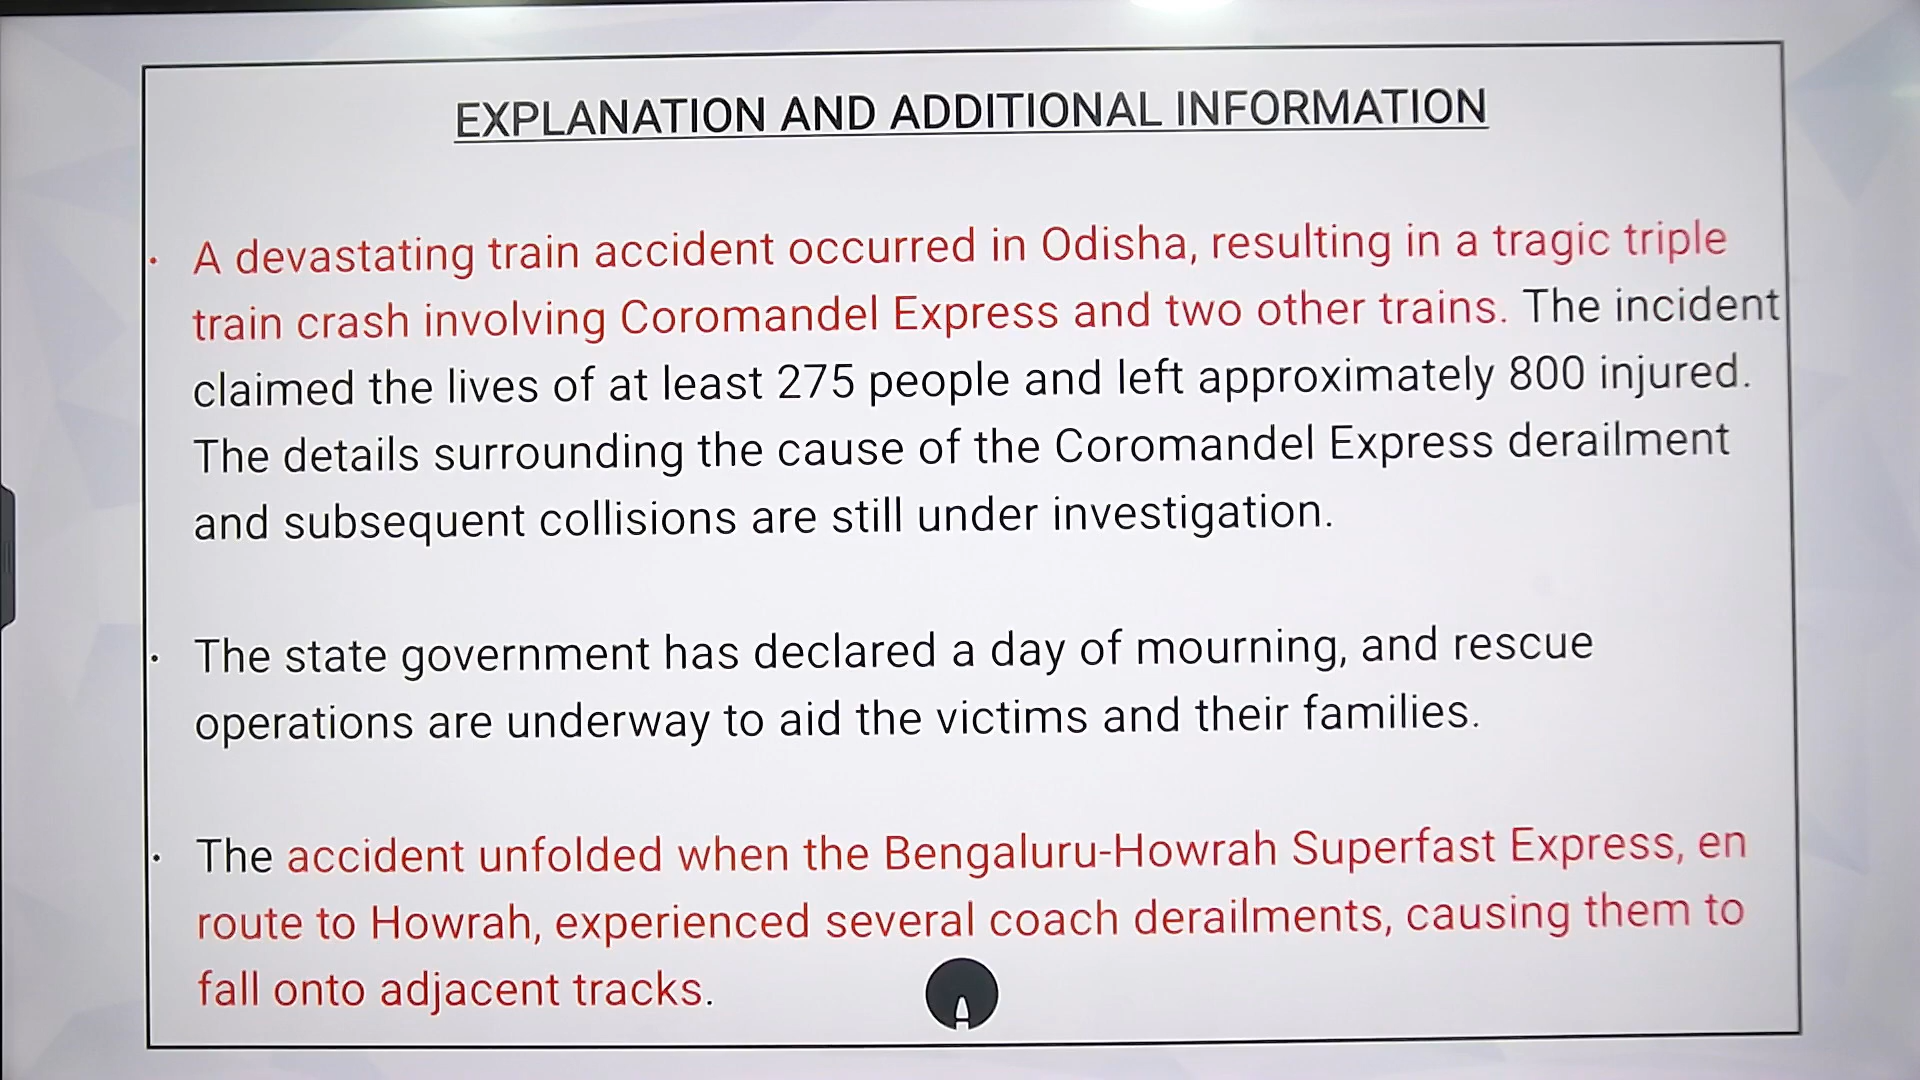 EXPLANATION AND ADDITIONAL INFORMATION
· A devastating train accident occurred in Odisha, resulting in a tragic triple
train crash involving Coromandel Express and two other trains. The incident
claimed the lives of at least 275 people and left approximately 800 injured.
The details surrounding the cause of the Coromandel Express derailment
and subsequent collisions are still under investigation.
· The state government has declared a day of mourning, and rescue
operations are underway to aid the victims and their families.
· The accident unfolded when the Bengaluru-Howrah Superfast Express, en
route to Howrah, experienced several coach derailments, causing them to
fall onto adjacent tracks.